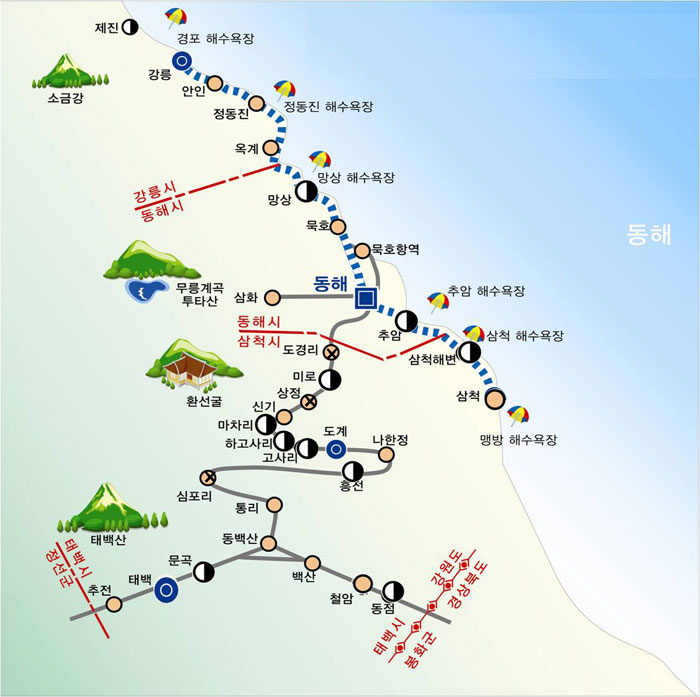 제진
경포 해수욕장
강릉
안인
정동진 해수욕장
소금강
정동진
옥계
망상 해수욕장
강릉시
동해시
망상
묵호
동해
묵호항역
무릉계곡
투타산
삼화
동해
추암 해수욕장
동해시
삼척시
추암
삼척 해수욕장
도경리
삼척해변
미로
환선굴
상정
삼척
신기
마차리
도계
나한정
맹방 해수욕장
하고사리
고사리
흥전
심포리
통리
태백산
동백산
태백시
정선군
문곡
백산
강원도
경상북도
태백
추전
철암
동점
태백시
봉화군